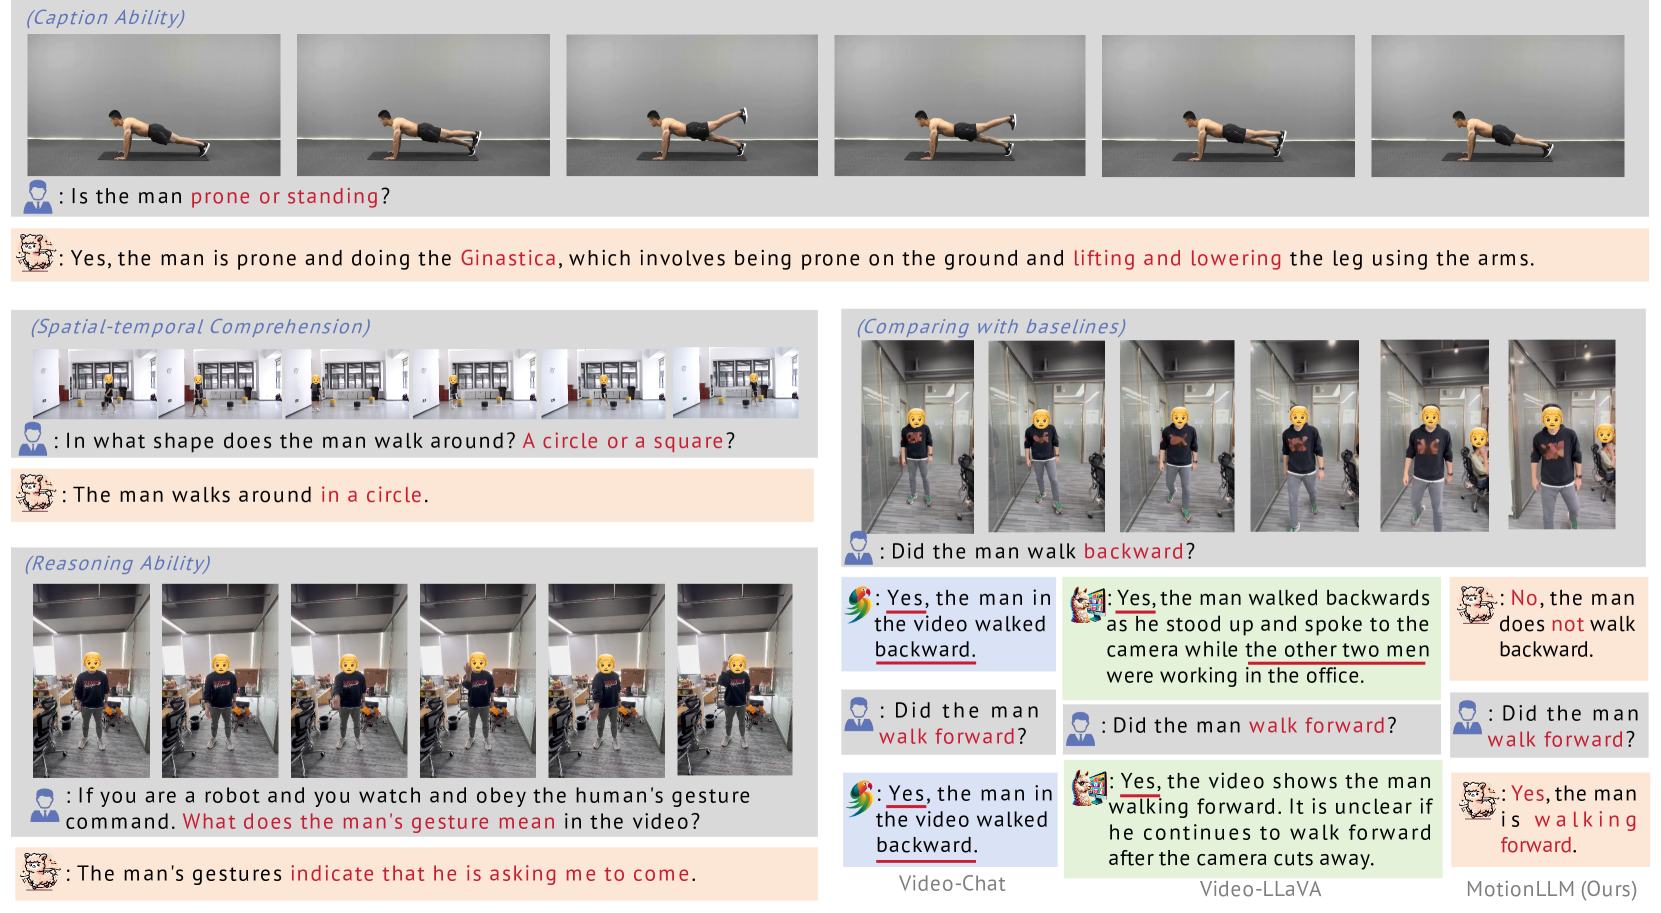 (Caption Ability)
: Is the man prone or standing?
: Yes, the man is prone and doing the Ginastica, which involves being prone on the ground and lifting and lowering the leg using the arms.
(Spatial-temporal Comprehension)
: In what shape does the man walk around? A circle or a square?
: The man walks around in a circle.
(Reasoning Ability)
: If you are a robot and you watch and obey the human's gesture
command. What does the man's gesture mean in the video?
: The man's gestures indicate that he is asking me to come.
(Comparing with baselines)
: Did the man walk backward?
: Yes, the man in
the video walked
backward.
: Did the man
walk forward?
: Yes, the man in
the video walked
backward.
Video-Chat
: Yes, the man walked backwards
as he stood up and spoke to the
camera while the other two men
were working in the office.
: Did the man walk forward?
: Yes, the video shows the man
walking forward. It is unclear if
he continues to walk forward
after the camera cuts away.
Video-LLaVA
: No, the man
does not walk
backward.
: Did the man
walk forward?
: Yes, the man
is walking
forward.
MotionLLM (Ours)